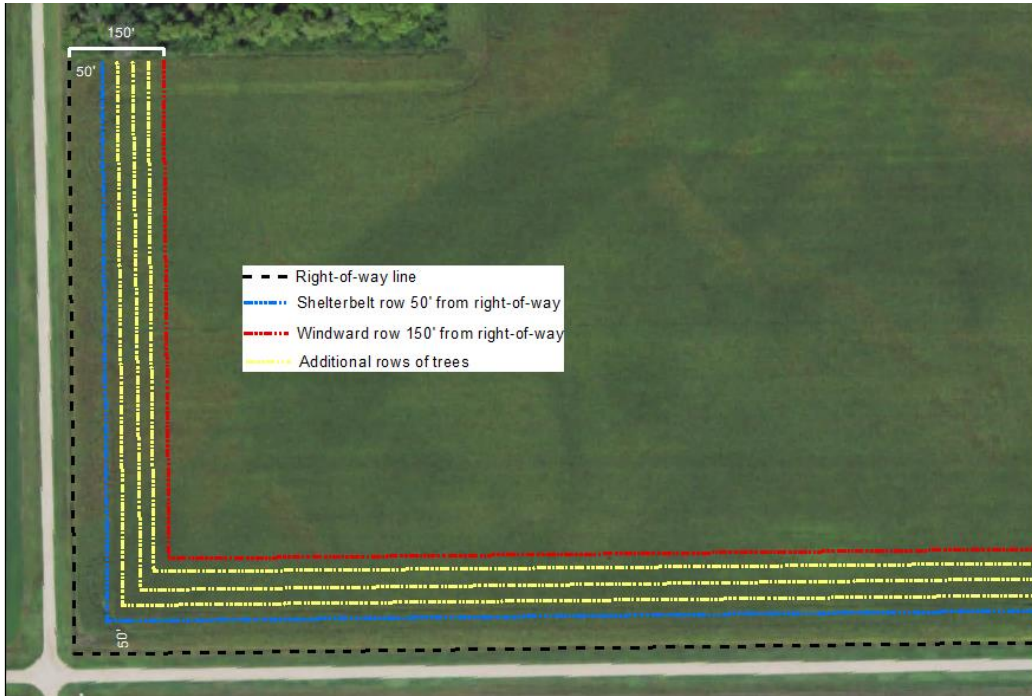 150'
50'
Right-of-way line
Shelterbelt row 50' from right-of-way
Windward row 150' from right-of-way
Additional rows of trees
50'